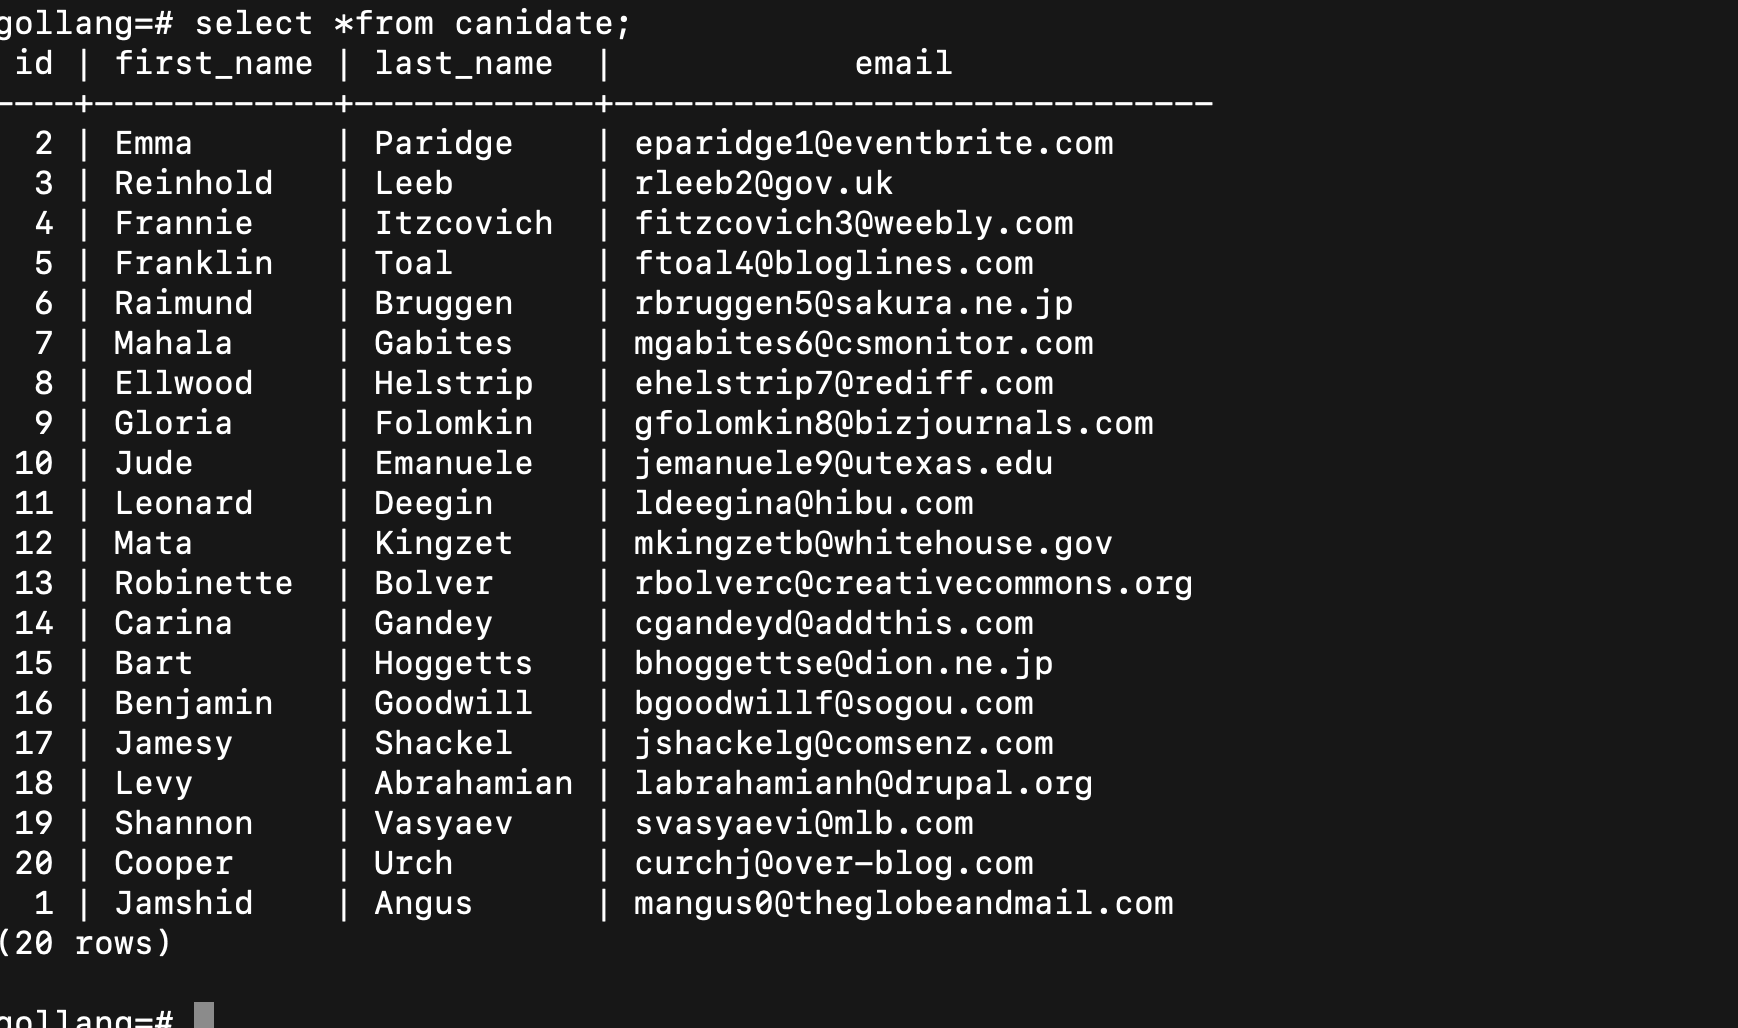 gollang=# select *from canidate;
 id | first_name | last_name  |            email
----+------------+------------+------------------------------
  2 | Emma       | Paridge    | eparidge1@eventbrite.com
  3 | Reinhold   | Leeb       | rleeb2@gov.uk
  4 | Frannie    | Itzcovich  | fitzcovich3@weebly.com
  5 | Franklin   | Toal       | ftoal4@bloglines.com
  6 | Raimund    | Bruggen    | rbruggen5@sakura.ne.jp
  7 | Mahala     | Gabites    | mgabites6@csmonitor.com
  8 | Ellwood    | Helstrip   | ehelstrip7@rediff.com
  9 | Gloria     | Folomkin   | gfolomkin8@bizjournals.com
 10 | Jude       | Emanuele   | jemanuele9@utexas.edu
 11 | Leonard    | Deegin     | ldeegina@hibu.com
 12 | Mata       | Kingzet    | mkingzetb@whitehouse.gov
 13 | Robinette  | Bolver     | rbolverc@creativecommons.org
 14 | Carina     | Gandey     | cgandeyd@addthis.com
 15 | Bart       | Hoggetts   | bhoggettse@dion.ne.jp
 16 | Benjamin   | Goodwill   | bgoodwillf@sogou.com
 17 | Jamesy     | Shackel    | jshackelg@comsenz.com
 18 | Levy       | Abrahamian | labrahamianh@drupal.org
 19 | Shannon    | Vasyaev    | svasyaevi@mlb.com
 20 | Cooper     | Urch       | curchj@over-blog.com
  1 | Jamshid    | Angus      | mangus0@theglobeandmail.com
(20 rows)
gollang=#